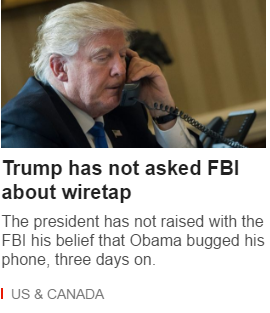 Trump has not asked FBI
about wiretap
The president has not raised with the
FBI his belief that Obama bugged his
phone, three days on.
US & CANADA